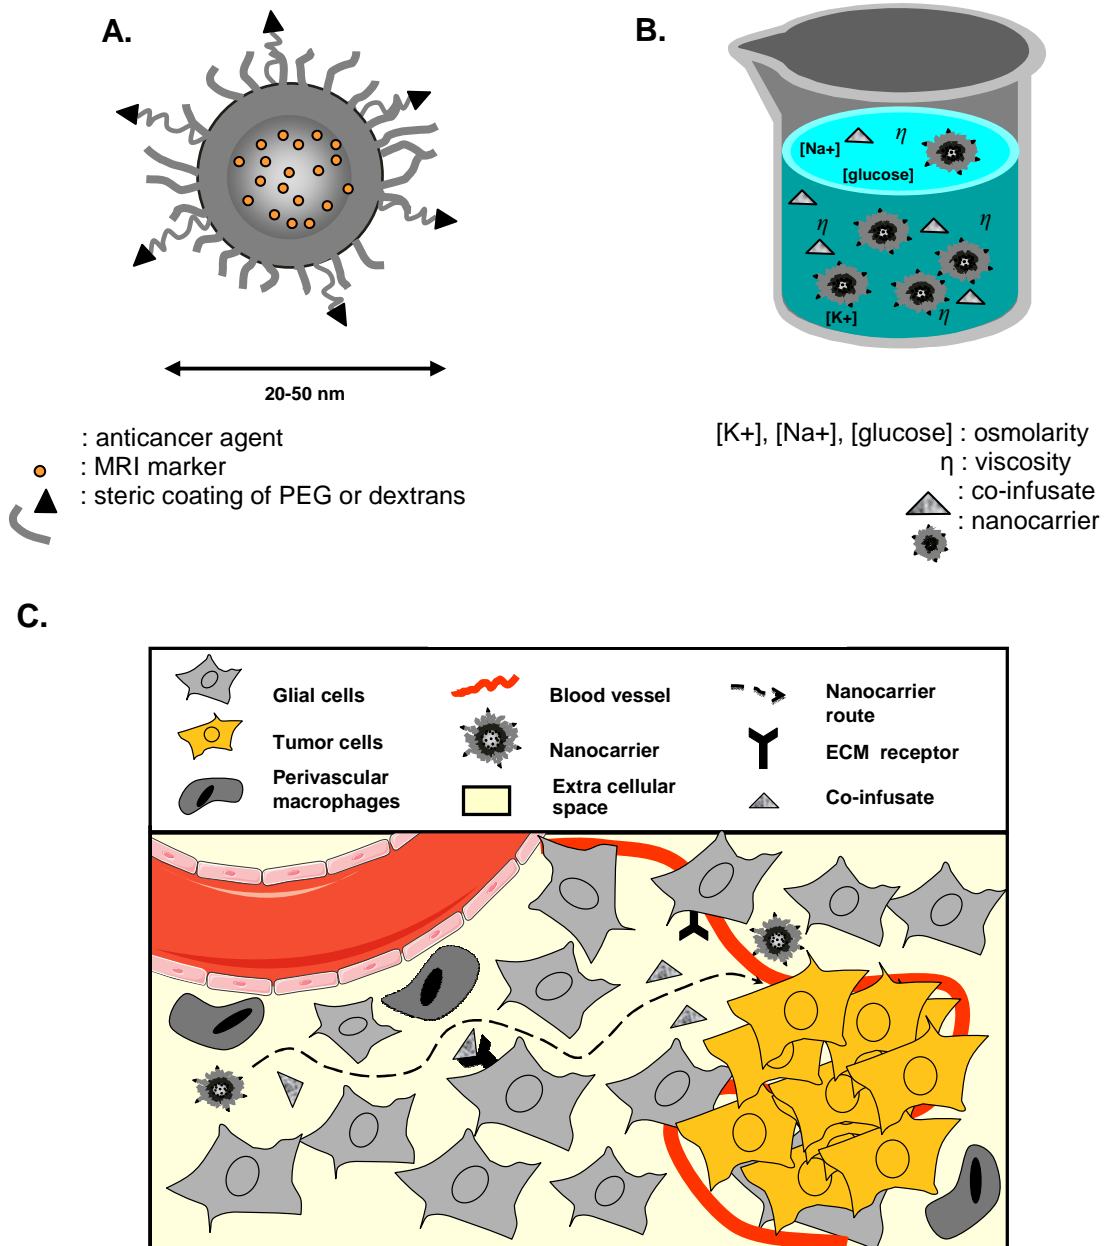 A.
B.
[Na+]
η
[glucose]
η
η
[K+]
η
20-50 nm
: anticancer agent
: MRI marker
: steric coating of PEG or dextrans
[K+], [Na+], [glucose] : osmolarity
η : viscosity
: co-infusate
: nanocarrier
C.
Glial cells
Blood vessel
Nanocarrier
route
Tumor cells
Nanocarrier
ECM receptor
Perivascular
macrophages
Extra cellular
space
Co-infusate